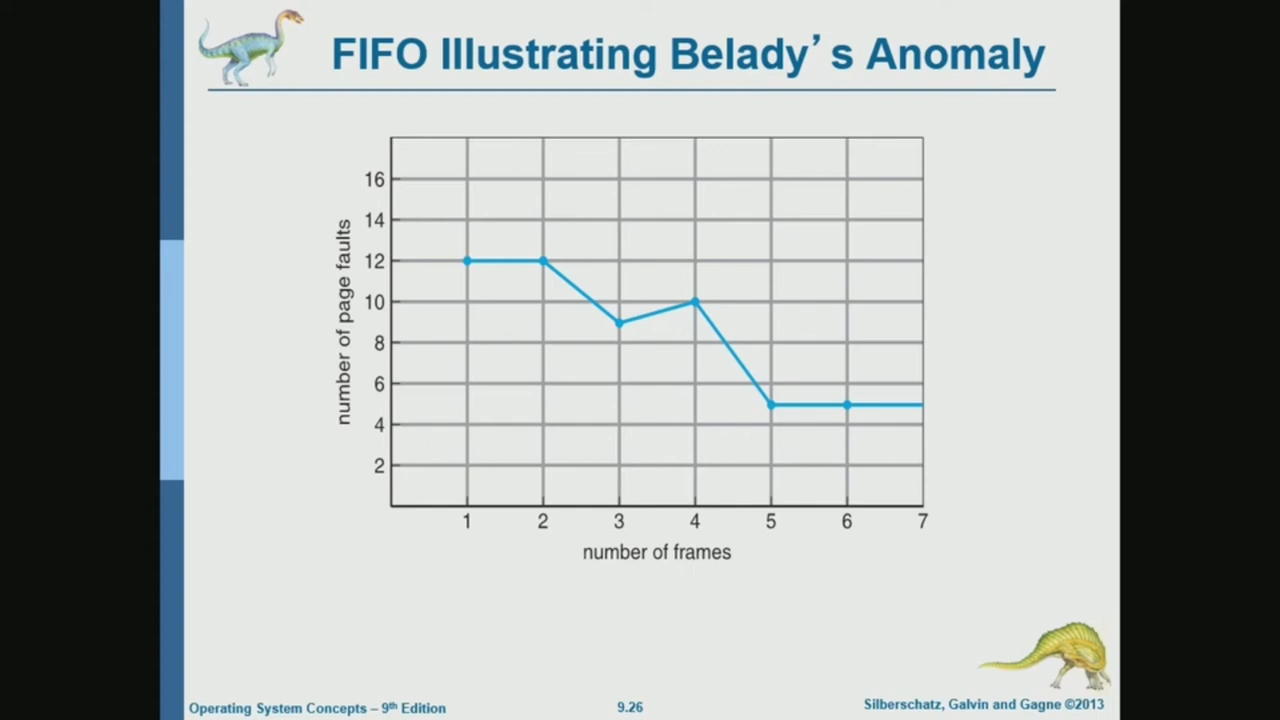 FIFO Illustrating Belady’s Anomaly
number of page faults
16
14
12
10
8
6
4
2
1 2 3 4 5 6 7
number of frames
Operating System Concepts – 9th Edition
9.26
Silberschatz, Galvin and Gagne ©2013